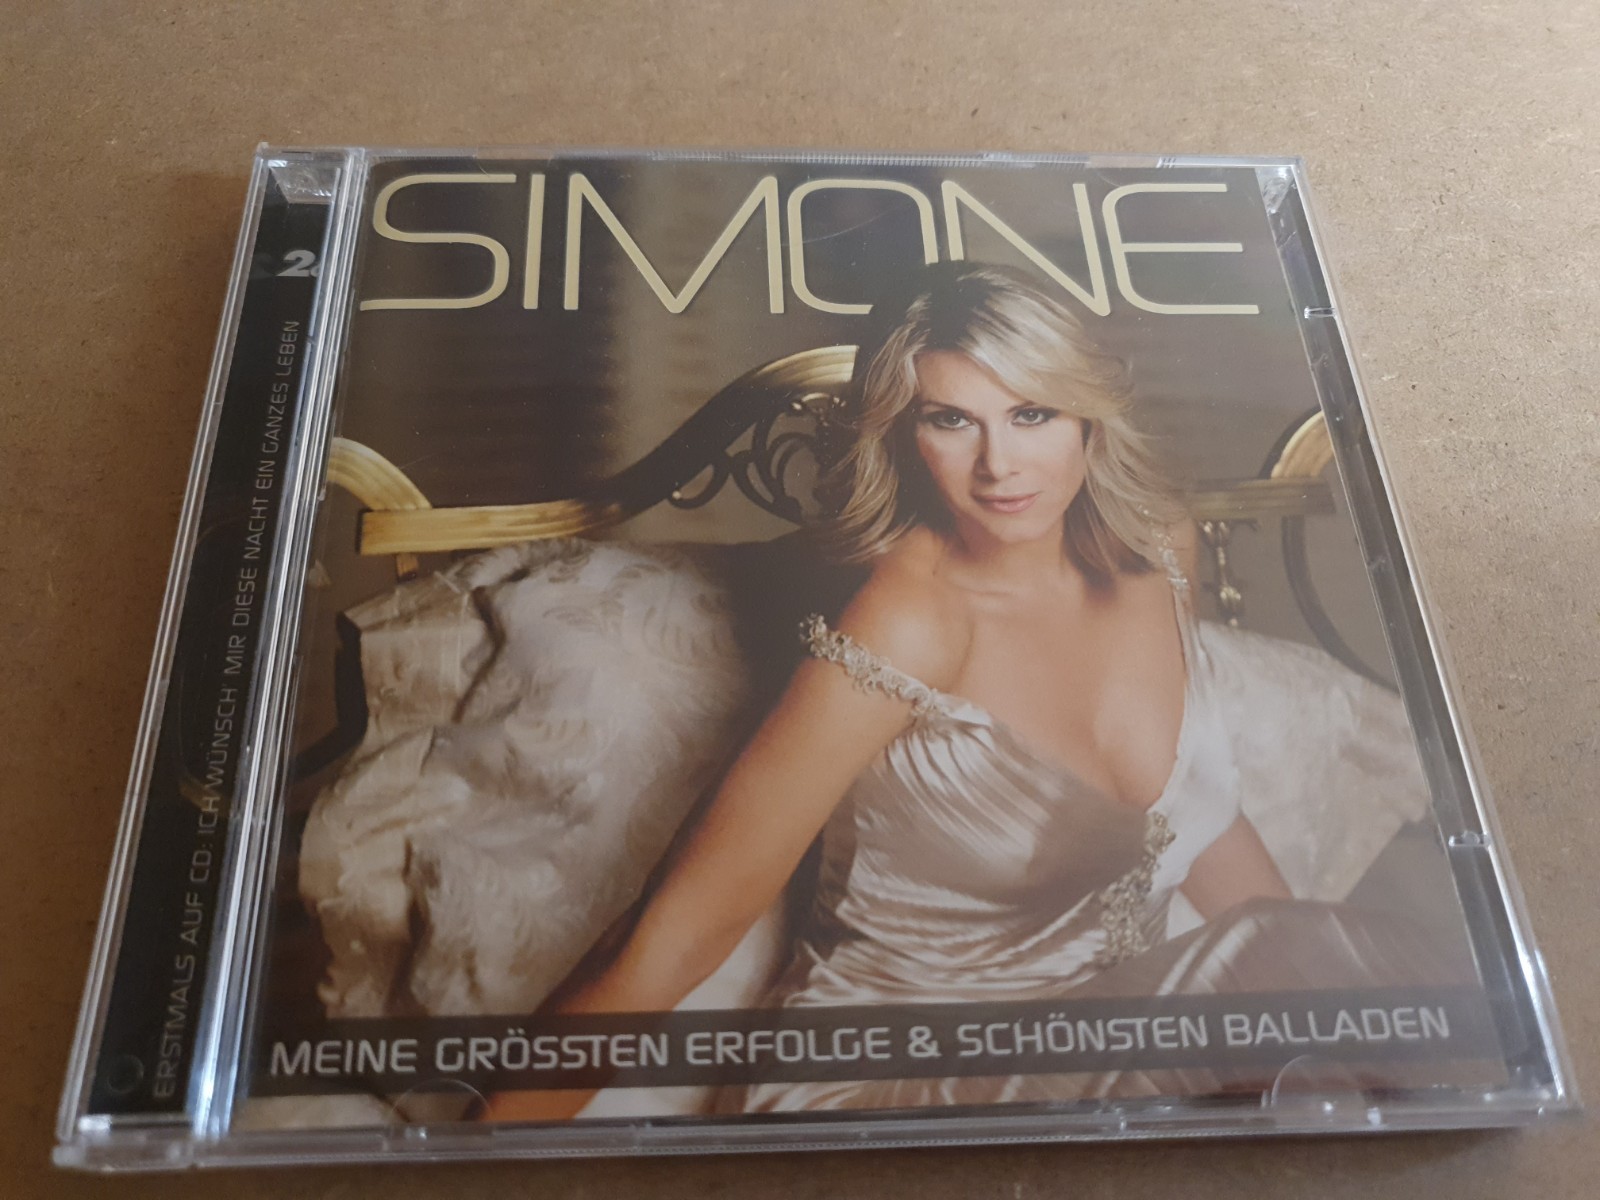 SIMONE
ERSTMALS AUF CD: ICH WÜNSCH' MIR DIESE NACHT EIN GANZES LEBEN
MEINE GRÖSSTEN ERFOLGE & SCHÖNSTEN BALLADEN